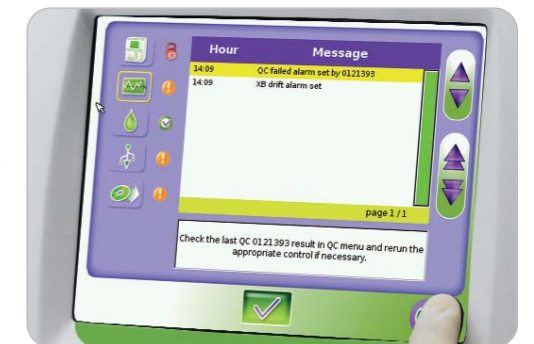 Hour Message
14:09 QC failed alarm set by 0121393
14:09 XB drift alarm set
page 1/1
Check the last QC 0121393 result in QC menu and rerun the
appropriate control if necessary.